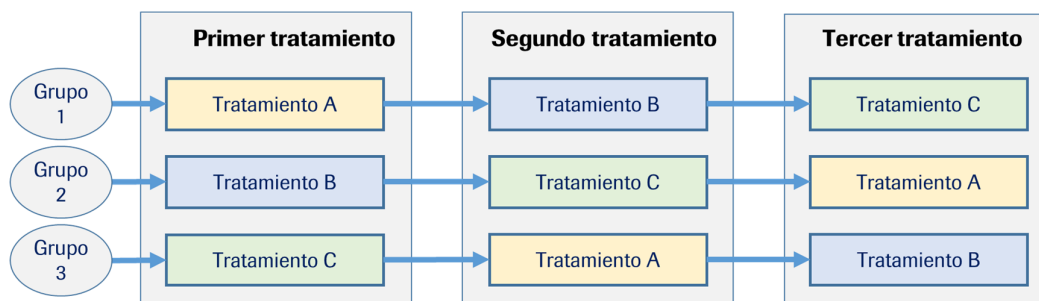 Primer tratamiento
Segundo tratamiento
Tercer tratamiento
Grupo
1
Tratamiento A
Tratamiento B
Tratamiento C
Grupo
2
Tratamiento B
Tratamiento C
Tratamiento A
Grupo
3
Tratamiento C
Tratamiento A
Tratamiento B